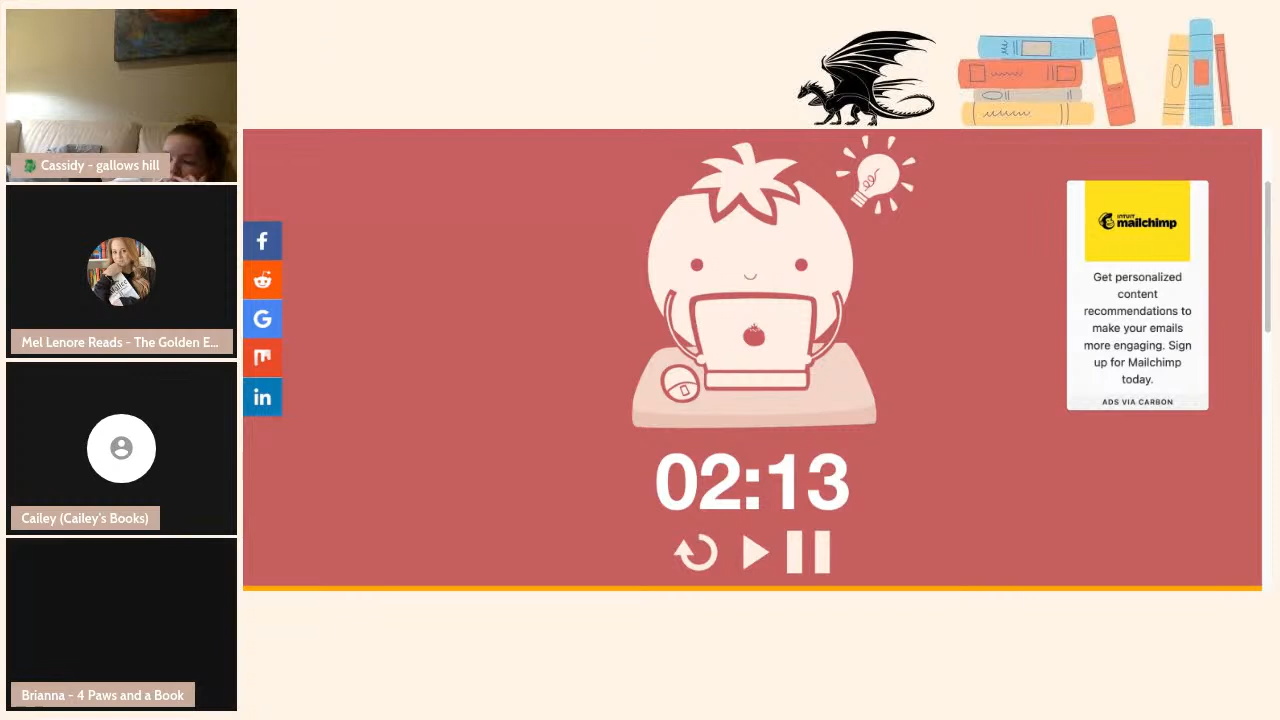 Cassidy - gallows hill
Mel Lenore Reads - The Golden E...
Cailey (Cailey's Books)
Brianna - 4 Paws and a Book
02:13
INTUIT
mailchimp
Get personalized
content
recommendations to
make your emails
more engaging. Sign
up for Mailchimp
today.
ADS VIA CARBON